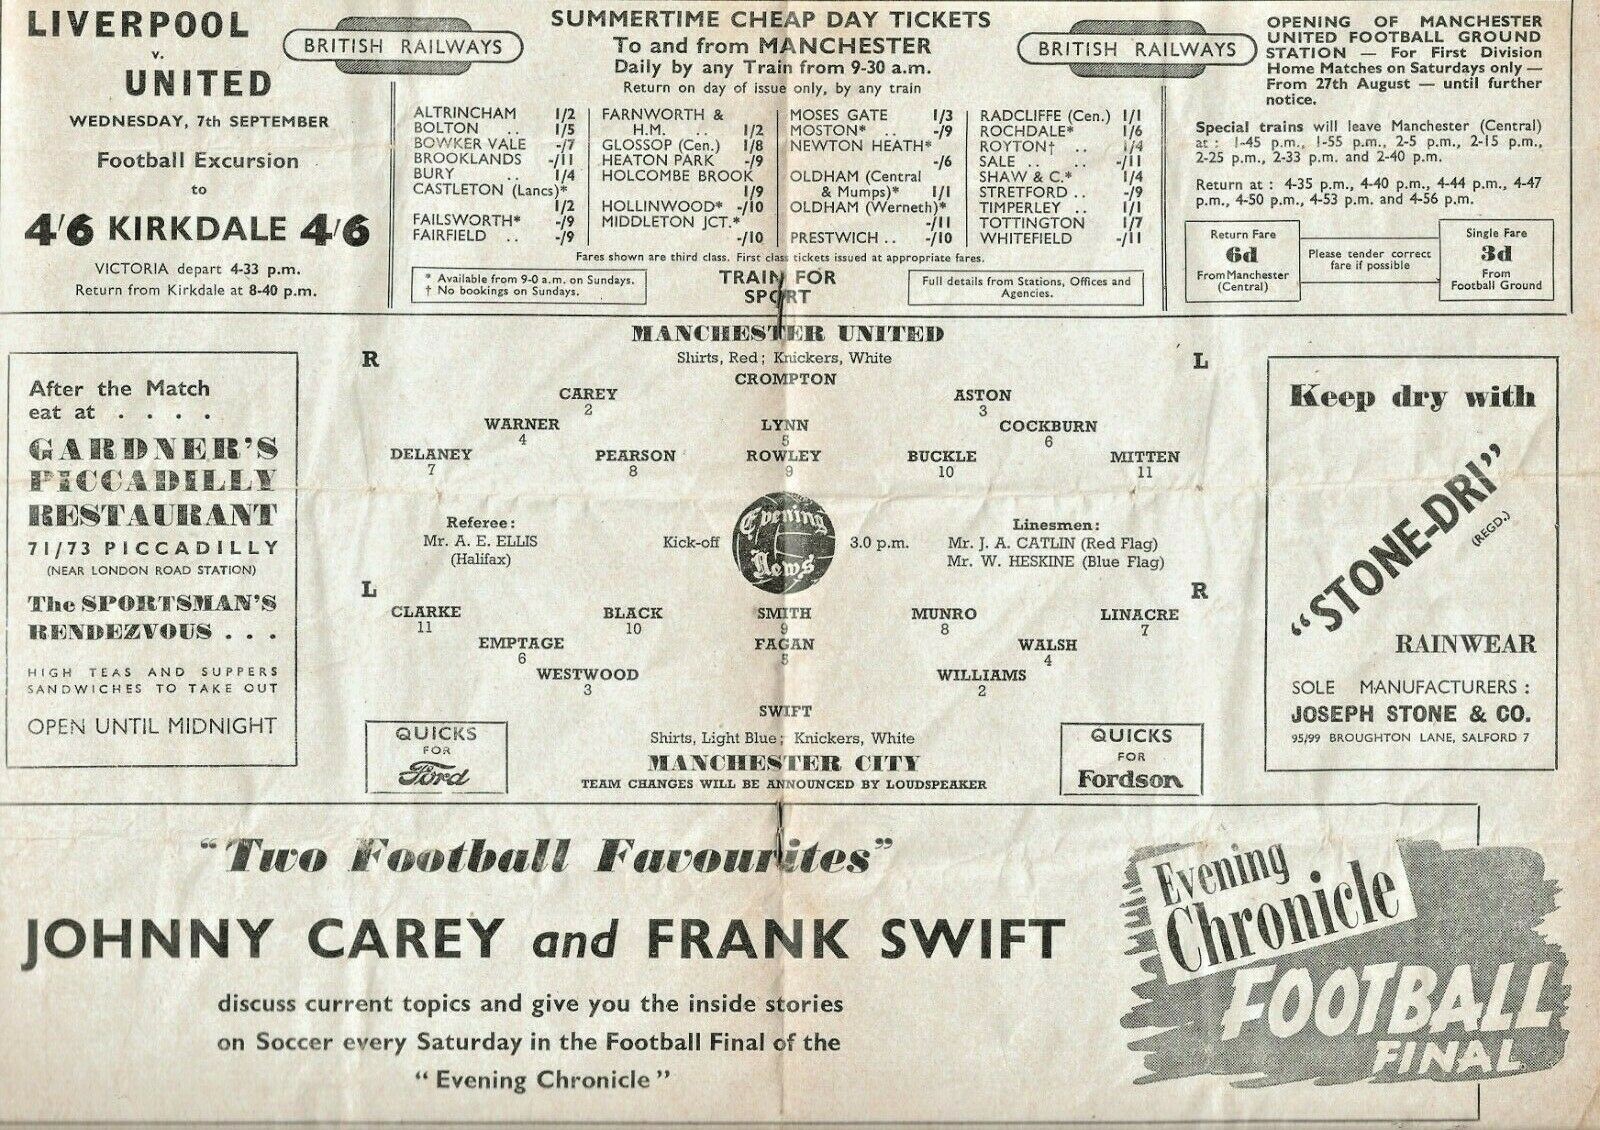 LIVERPOOL
v.
UNITED
WEDNESDAY, 7th SEPTEMBER
Football Excursion
to
4/6 KIRKDALE 4/6
VICTORIA depart 4-33 p.m.
Return from Kirkdale at 8-40 p.m.
BRITISH RAILWAYS
SUMMERTIME CHEAP DAY TICKETS
To and from MANCHESTER
Daily by any Train from 9-30 a.m.
Return on day of issue only, by any train
BRITISH RAILWAYS
ALTRINCHAM 1/2
BOLTON .. 1/5
BOWKER VALE -/7
BROOKLANDS -/11
BURY .. 1/4
CASTLETON (Lancs)*
1/2
FAILSWORTH* -/9
FAIRFIELD .. -/9
FARNWORTH &
H.M. .. 1/2
GLOSSOP (Cen.) 1/8
HEATON PARK -/9
HOLCOMBE BROOK
1/9
HOLLINWOOD* -/10
MIDDLETON JCT.*
-/10
MOSES GATE 1/3
MOSTON* -/9
NEWTON HEATH*
-/6
OLDHAM (Central
& Mumps)* 1/1
OLDHAM (Werneth)*
-/11
PRESTWICH .. -/10
RADCLIFFE (Cen.) 1/1
ROCHDALE* 1/6
ROYTON† .. 1/4
SALE .. .. -/11
SHAW & C.* 1/4
STRETFORD .. -/9
TIMPERLEY .. 1/1
TOTTINGTON 1/7
WHITEFIELD -/11
Fares shown are third class. First class tickets issued at appropriate fares.
* Available from 9-0 a.m. on Sundays.
† No bookings on Sundays.
TRAIN FOR
SPORT
Full details from Stations, Offices and
Agencies.
OPENING OF MANCHESTER
UNITED FOOTBALL GROUND
STATION — For First Division
Home Matches on Saturdays only —
From 27th August — until further
notice.
Special trains will leave Manchester (Central)
at : 1-45 p.m., 1-55 p.m., 2-5 p.m., 2-15 p.m.,
2-25 p.m., 2-33 p.m. and 2-40 p.m.
Return at : 4-35 p.m., 4-40 p.m., 4-44 p.m., 4-47
p.m., 4-50 p.m., 4-53 p.m. and 4-56 p.m.
Return Fare
6d
From Manchester
(Central)
Please tender correct
fare if possible
Single Fare
3d
From
Football Ground
After the Match
eat at . . . .
GARDNER'S
PICCADILLY
RESTAURANT
71/73 PICCADILLY
(NEAR LONDON ROAD STATION)
The SPORTSMAN'S
RENDEZVOUS . . .
HIGH TEAS AND SUPPERS
SANDWICHES TO TAKE OUT
OPEN UNTIL MIDNIGHT
MANCHESTER UNITED
R Shirts, Red ; Knickers, White L
CROMPTON
CAREY ASTON
2 3
WARNER LYNN COCKBURN
4 5 6
DELANEY PEARSON ROWLEY BUCKLE MITTEN
7 8 9 10 11
Referee :
Mr. A. E. ELLIS
(Halifax)
Kick-off
Evening
News
3.0 p.m.
Linesmen :
Mr. J. A. CATLIN (Red Flag)
Mr. W. HESKINE (Blue Flag)
L R
CLARKE BLACK SMITH MUNRO LINACRE
11 10 9 8 7
EMPTAGE FAGAN WALSH
6 5 4
WESTWOOD WILLIAMS
3 2
SWIFT
Shirts, Light Blue ; Knickers, White
MANCHESTER CITY
TEAM CHANGES WILL BE ANNOUNCED BY LOUDSPEAKER
QUICKS
FOR
Ford
QUICKS
FOR
Fordson
Keep dry with
"STONE-DRI"
(REGD.)
RAINWEAR
SOLE MANUFACTURERS :
JOSEPH STONE & CO.
95/99 BROUGHTON LANE, SALFORD 7
"Two Football Favourites"
JOHNNY CAREY and FRANK SWIFT
discuss current topics and give you the inside stories
on Soccer every Saturday in the Football Final of the
"Evening Chronicle"
Evening
Chronicle
FOOTBALL
FINAL